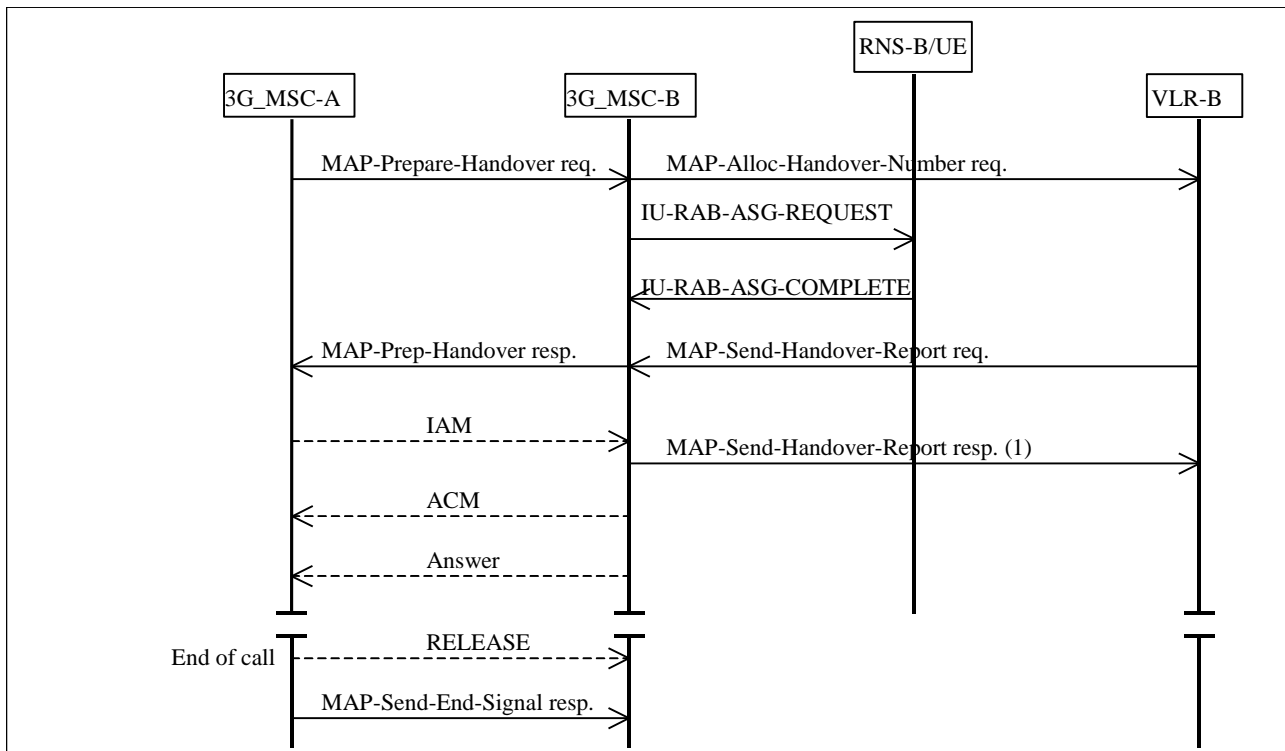 RNS-B/UE
3G_MSC-A
3G_MSC-B
VLR-B
MAP-Prepare-Handover req.
MAP-Alloc-Handover-Number req.
IU-RAB-ASG-REQUEST
IU-RAB-ASG-COMPLETE
MAP-Prep-Handover resp.
MAP-Send-Handover-Report req.
IAM
MAP-Send-Handover-Report resp. (1)
ACM
Answer
RELEASE
End of call
MAP-Send-End-Signal resp.